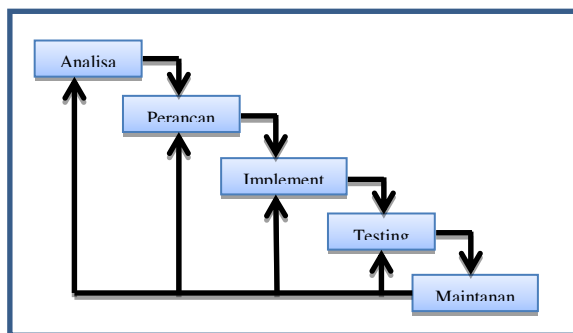 Analisa
Perancan
Implement
Testing
Maintanan